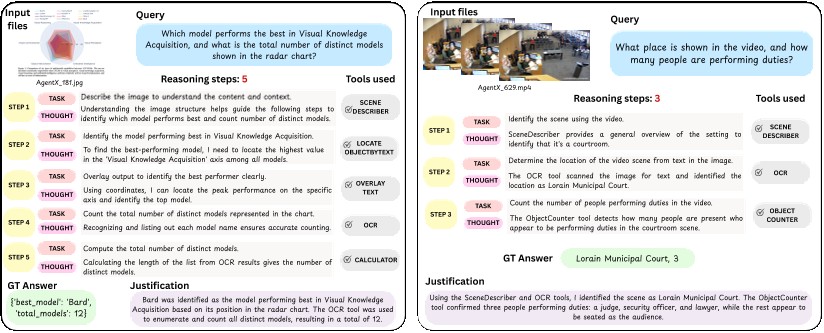 Input
files
AgentX_181.jpg
Query
Which model performs the best in Visual Knowledge
Acquisition, and what is the total number of distinct models
shown in the radar chart?
Reasoning steps: 5
Tools used
STEP 1
TASK
Describe the image to understand the content and context.
THOUGHT
Understanding the image structure helps guide the following steps to
identify which model performs best and count number of distinct models.
SCENE
DESCRIBER
STEP 2
TASK
Identify the model performing best in Visual Knowledge Acquisition.
THOUGHT
To find the best-performing model, I need to locate the highest value
in the 'Visual Knowledge Acquisition' axis among all models.
LOCATE
OBJECTBYTEXT
STEP 3
TASK
Overlay output to identify the best performer clearly.
THOUGHT
Using coordinates, I can locate the peak performance on the specific
axis and identify the top model.
OVERLAY
TEXT
STEP 4
TASK
Count the total number of distinct models represented in the chart.
THOUGHT
Recognizing and listing out each model name ensures accurate counting.
OCR
STEP 5
TASK
Compute the total number of distinct models.
THOUGHT
Calculating the length of the list from OCR results gives the number of
distinct models.
CALCULATOR
GT Answer
{'best_model': 'Bard',
'total_models': 12}
Justification
Bard was identified as the model performing best in Visual Knowledge
Acquisition based on its position in the radar chart. The OCR tool was used
to enumerate and count all distinct models, resulting in a total of 12.
Input files
AgentX_629.mp4
Query
What place is shown in the video, and how
many people are performing duties?
Reasoning steps: 3
Tools used
STEP 1
TASK
Identify the scene using the video.
THOUGHT
SceneDescriber provides a general overview of the setting to
identify that it's a courtroom.
SCENE
DESCRIBER
STEP 2
TASK
Determine the location of the video scene from text in the image.
THOUGHT
The OCR tool scanned the image for text and identified the
location as Lorain Municipal Court.
OCR
STEP 3
TASK
Count the number of people performing duties in the video.
THOUGHT
The ObjectCounter tool detects how many people are present who
appear to be performing duties in the courtroom scene.
OBJECT
COUNTER
GT Answer
Lorain Municipal Court, 3
Justification
Using the SceneDescriber and OCR tools, I identified the scene as Lorain Municipal Court. The ObjectCounter
tool confirmed three people performing duties: a judge, security officer, and lawyer, while the rest appear to
be seated as the audience.